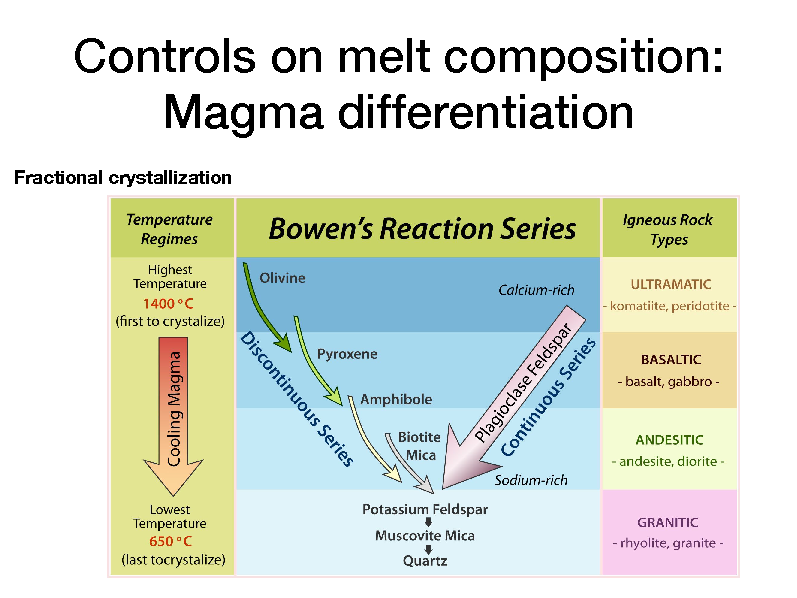 Controls on melt composition:
Magma differentiation
Fractional crystallization
Temperature
Regimes
Bowen's Reaction Series
Igneous Rock
Types
Highest
Temperature
1400 °C
(first to crystalize)
Cooling Magma
Lowest
Temperature
650 °C
(last tocrystalize)
Olivine
Calcium-rich
Discontinuous Series
Pyroxene
Plagioclase Feldspar
Continuous Series
Amphibole
Biotite
Mica
Sodium-rich
Potassium Feldspar
Muscovite Mica
Quartz
ULTRAMATIC
- komatiite, peridotite -
BASALTIC
- basalt, gabbro -
ANDESITIC
- andesite, diorite -
GRANITIC
- rhyolite, granite -